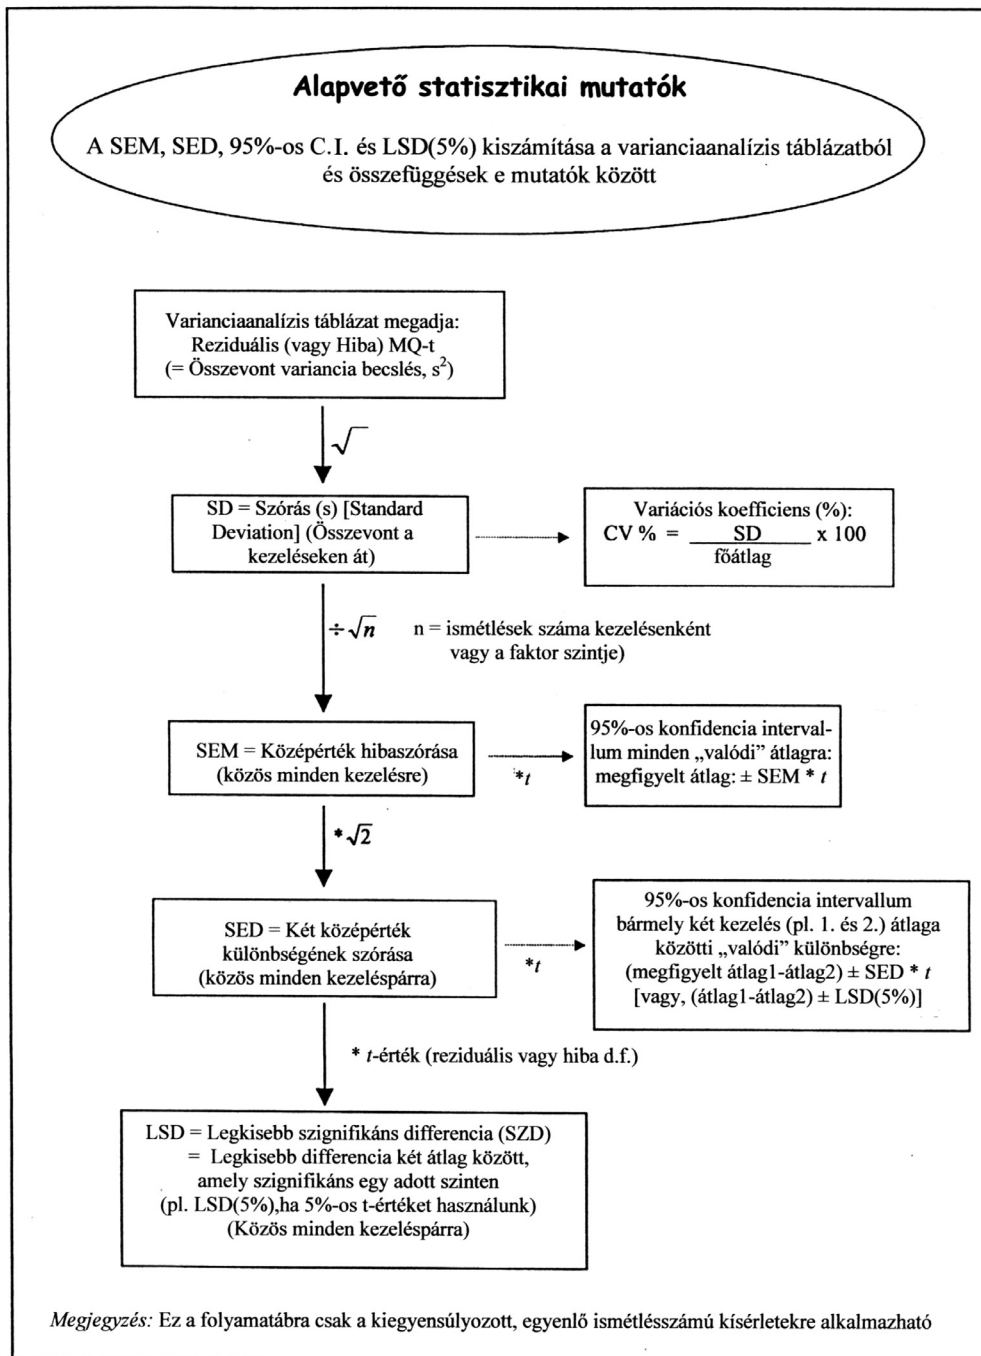 Alapvető statisztikai mutatók
A SEM, SED, 95%-os C.I. és LSD(5%) kiszámítása a varianciaanalízis táblázatból
és összefüggések e mutatók között
Varianciaanalízis táblázat megadja:
Reziduális (vagy Hiba) MQ-t
(= Összevont variancia becslés, s²)
√
SD = Szórás (s) [Standard
Deviation] (Összevont a
kezeléseken át)
Variációs koefficiens (%):
CV % = SD x 100
főátlag
÷√n n = ismétlések száma kezelésenként
vagy a faktor szintje)
SEM = Középérték hibaszórása
(közös minden kezelésre)
*t
95%-os konfidencia interval-
lum minden „valódi” átlagra:
megfigyelt átlag: ± SEM * t
*√2
SED = Két középérték
különbségének szórása
(közös minden kezeléspárra)
*t
95%-os konfidencia intervallum
bármely két kezelés (pl. 1. és 2.) átlaga
közötti „valódi” különbségre:
(megfigyelt átlag1-átlag2) ± SED * t
[vagy, (átlag1-átlag2) ± LSD(5%)]
* t-érték (reziduális vagy hiba d.f.)
LSD = Legkisebb szignifikáns differencia (SZD)
= Legkisebb differencia két átlag között,
amely szignifikáns egy adott szinten
(pl. LSD(5%),ha 5%-os t-értéket használunk)
(Közös minden kezeléspárra)
Megjegyzés: Ez a folyamatábra csak a kiegyensúlyozott, egyenlő ismétlésszámú kísérletekre alkalmazható